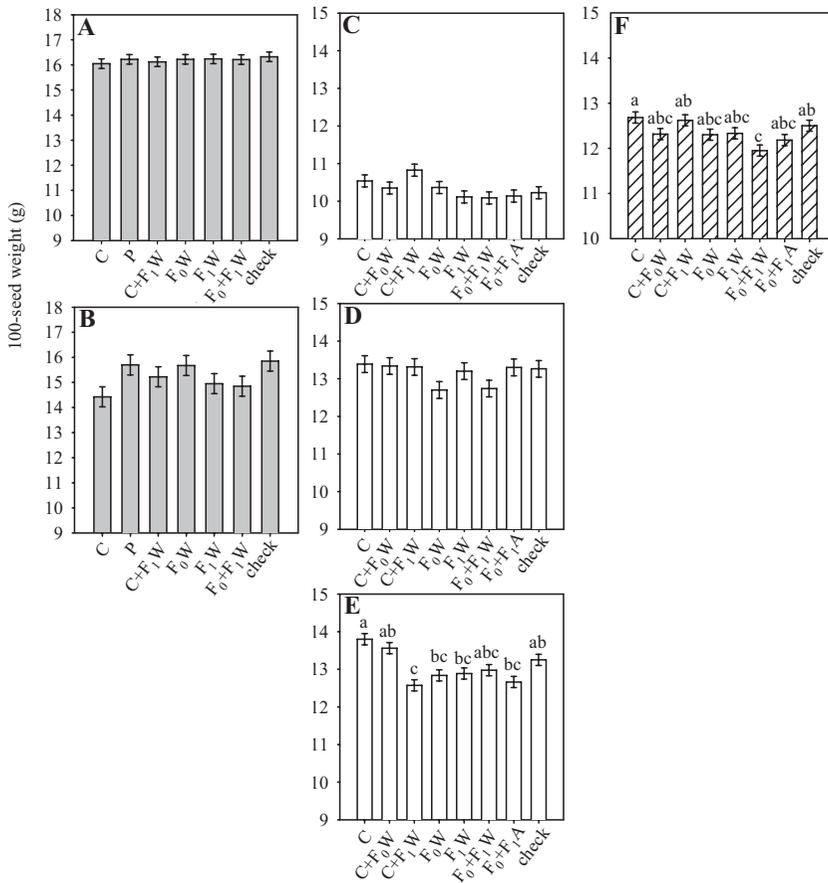 100-seed weight (g)
A
18
17
16
15
14
13
12
11
10
9
C
P
C+F₁W
F₀W
F₁W
F₀+F₁W
check
B
18
17
16
15
14
13
12
11
10
9
C
P
C+F₁W
F₀W
F₁W
F₀+F₁W
check
C
15
14
13
12
11
10
9
C
C+F₀W
C+F₁W
F₀W
F₁W
F₀+F₁W
F₀+F₁A
check
D
15
14
13
12
11
10
9
C
C+F₀W
C+F₁W
F₀W
F₁W
F₀+F₁W
F₀+F₁A
check
E
15
14
13
12
11
10
9
a ab c bc bc abc bc ab
C
C+F₀W
C+F₁W
F₀W
F₁W
F₀+F₁W
F₀+F₁A
check
F
15
14
13
12
11
10
a abc ab abc abc c abc ab
C
C+F₀W
C+F₁W
F₀W
F₁W
F₀+F₁W
F₀+F₁A
check